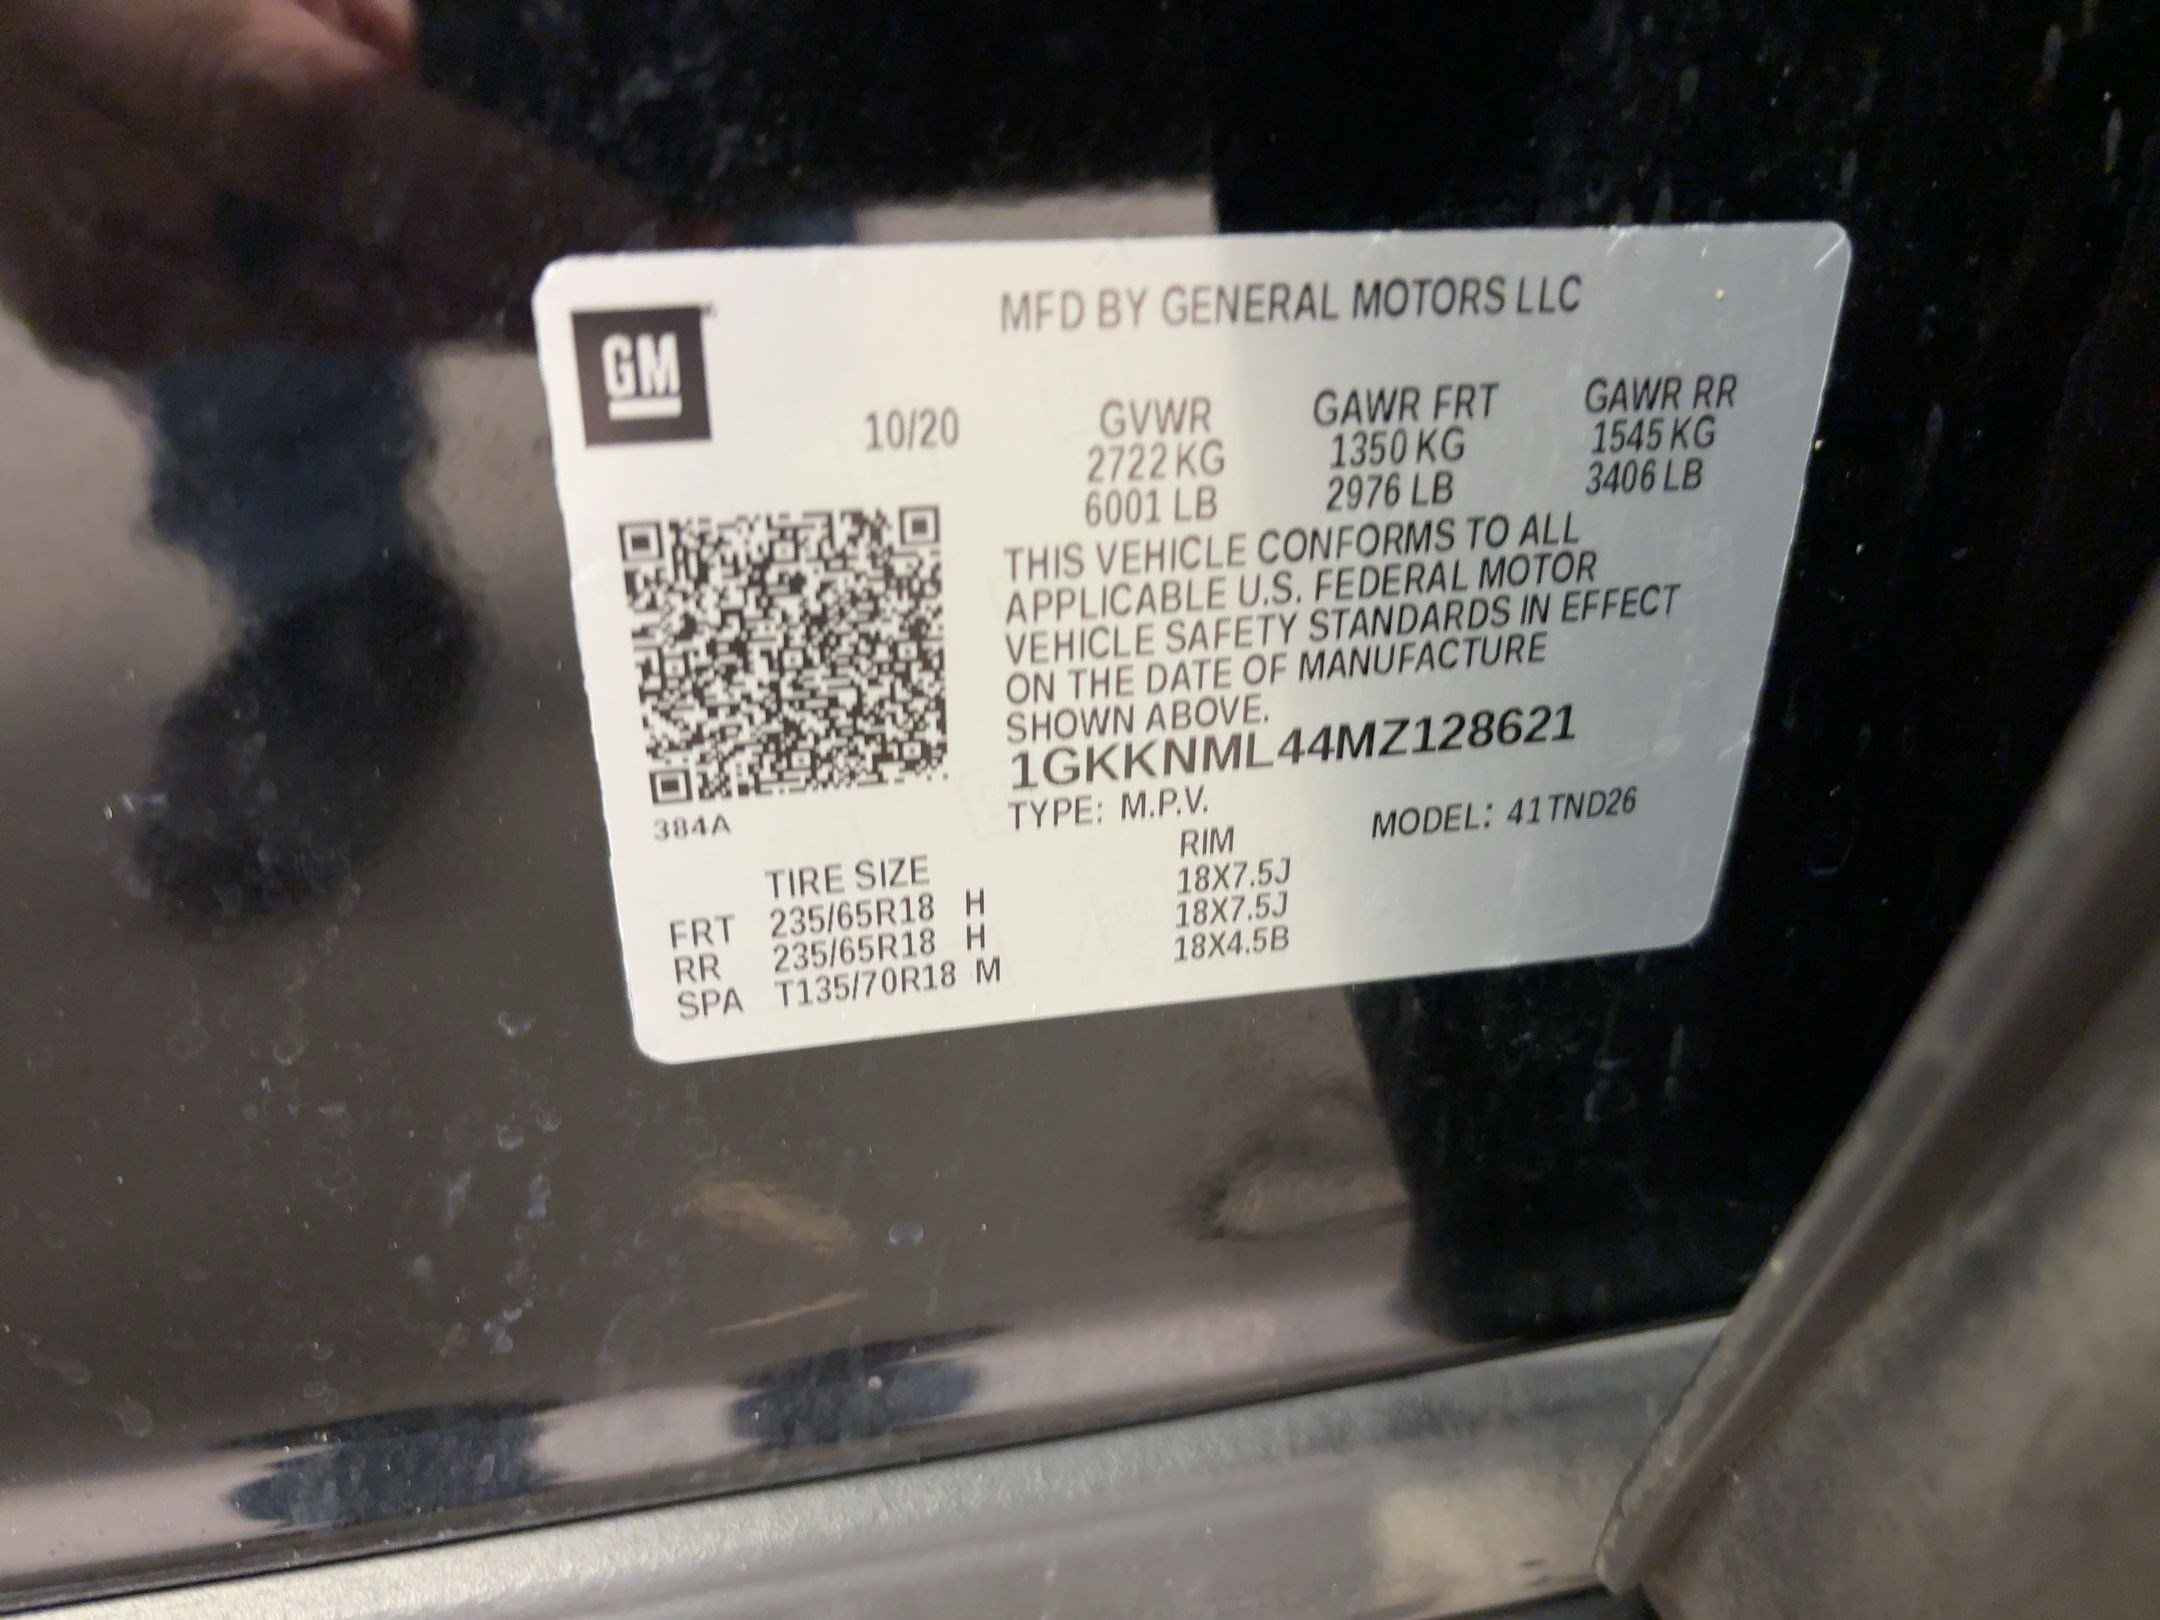 GM
MFD BY GENERAL MOTORS LLC
10/20
GVWR GAWR FRT GAWR RR
2722 KG 1350 KG 1545 KG
6001 LB 2976 LB 3406 LB
THIS VEHICLE CONFORMS TO ALL
APPLICABLE U.S. FEDERAL MOTOR
VEHICLE SAFETY STANDARDS IN EFFECT
ON THE DATE OF MANUFACTURE
SHOWN ABOVE.
1GKKNML44MZ128621
384A
TYPE: M.P.V. MODEL: 41TND26
TIRE SIZE RIM
FRT 235/65R18 H 18X7.5J
RR 235/65R18 H 18X7.5J
SPA T135/70R18 M 18X4.5B